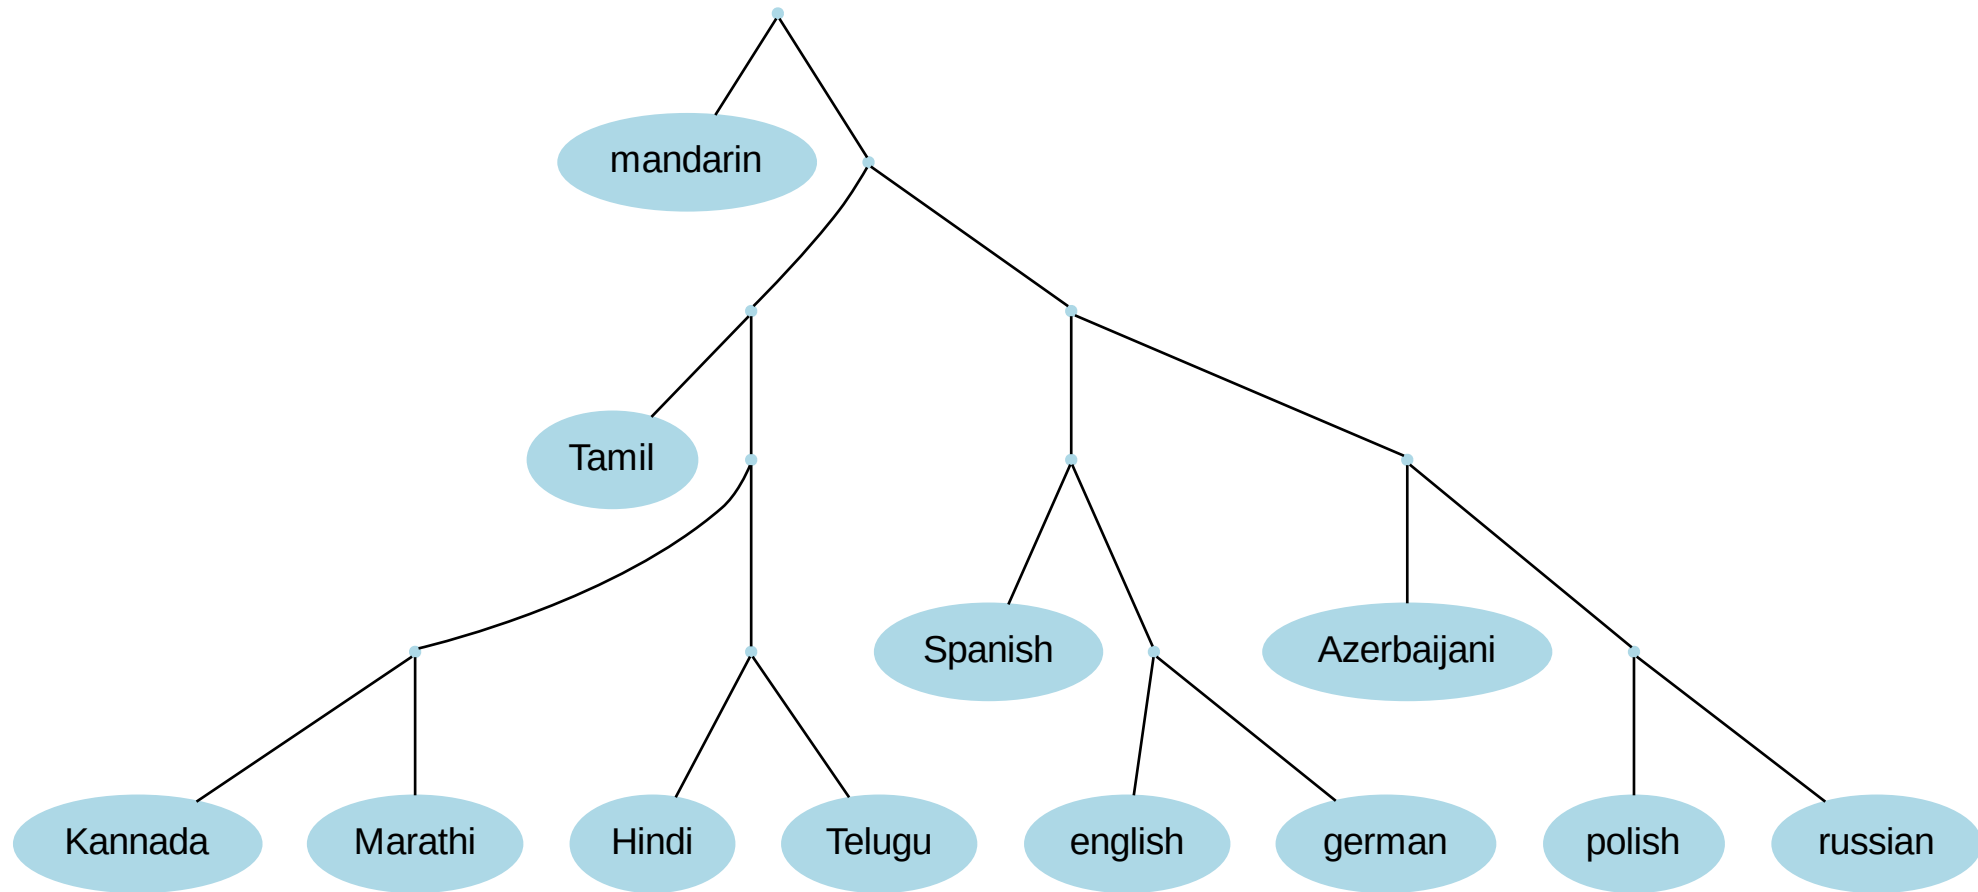 mandarin
Tamil
Spanish
Azerbaijani
Kannada
Marathi
Hindi
Telugu
english
german
polish
russian